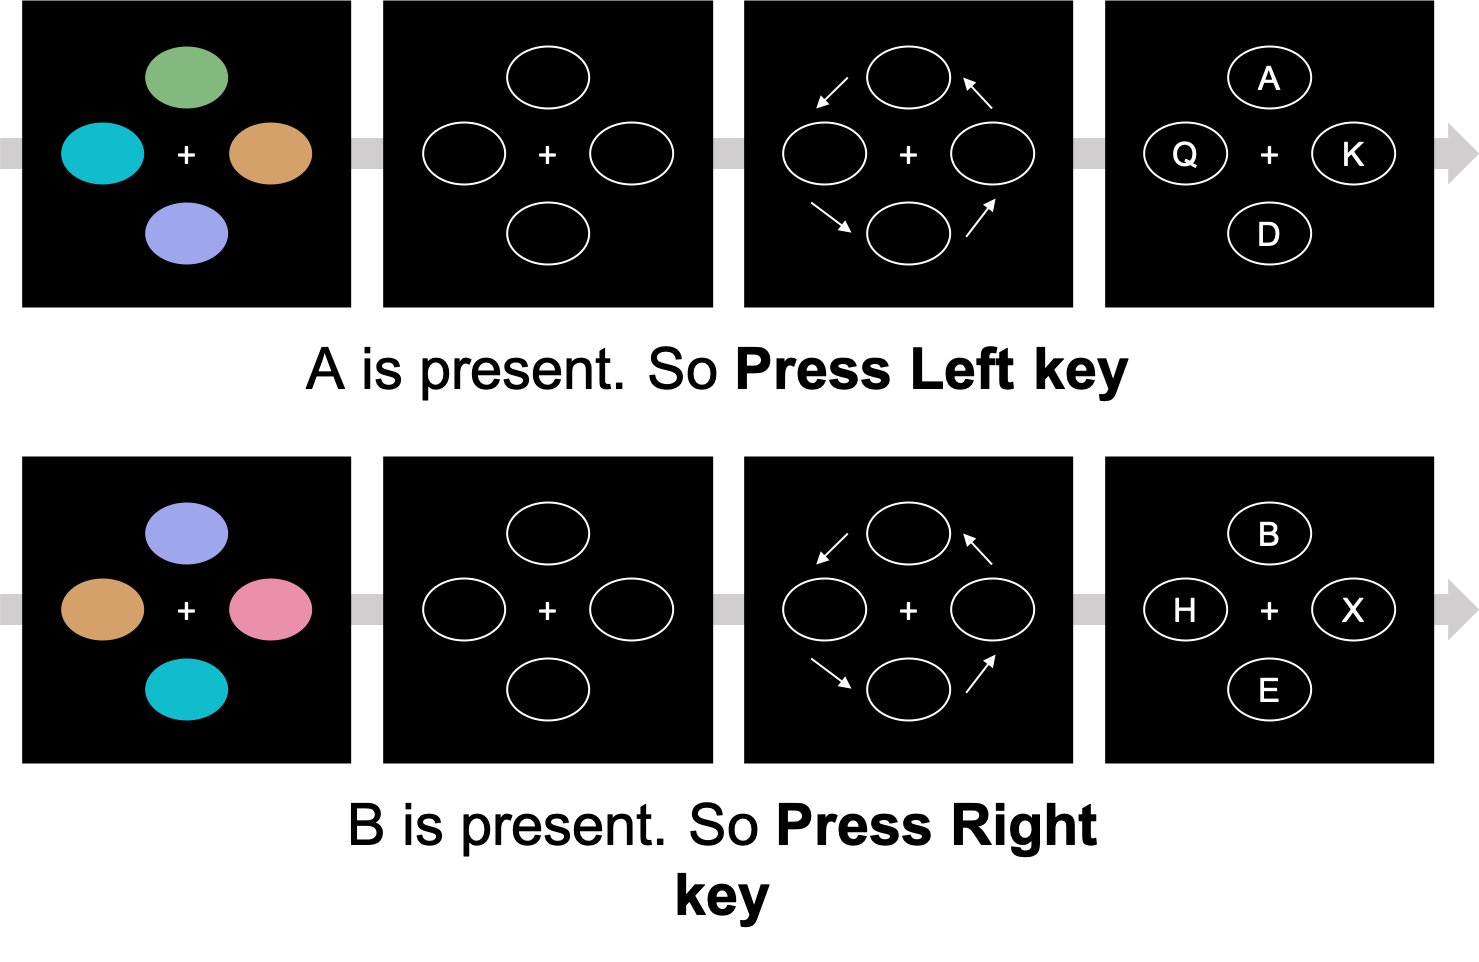 A
Q + K
D
A is present. So Press Left key
B
H + X
E
B is present. So Press Right
key